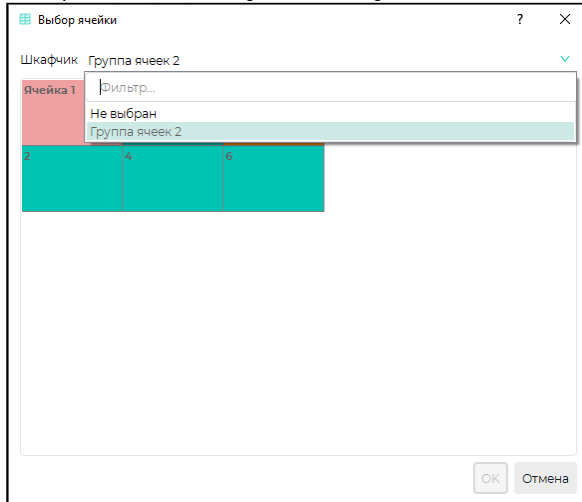 Выбор ячейки
?
Шкафчик Группа ячеек 2
Ячейка 1
Фильтр...
Не выбран
Группа ячеек 2
2 4 6
OK Отмена